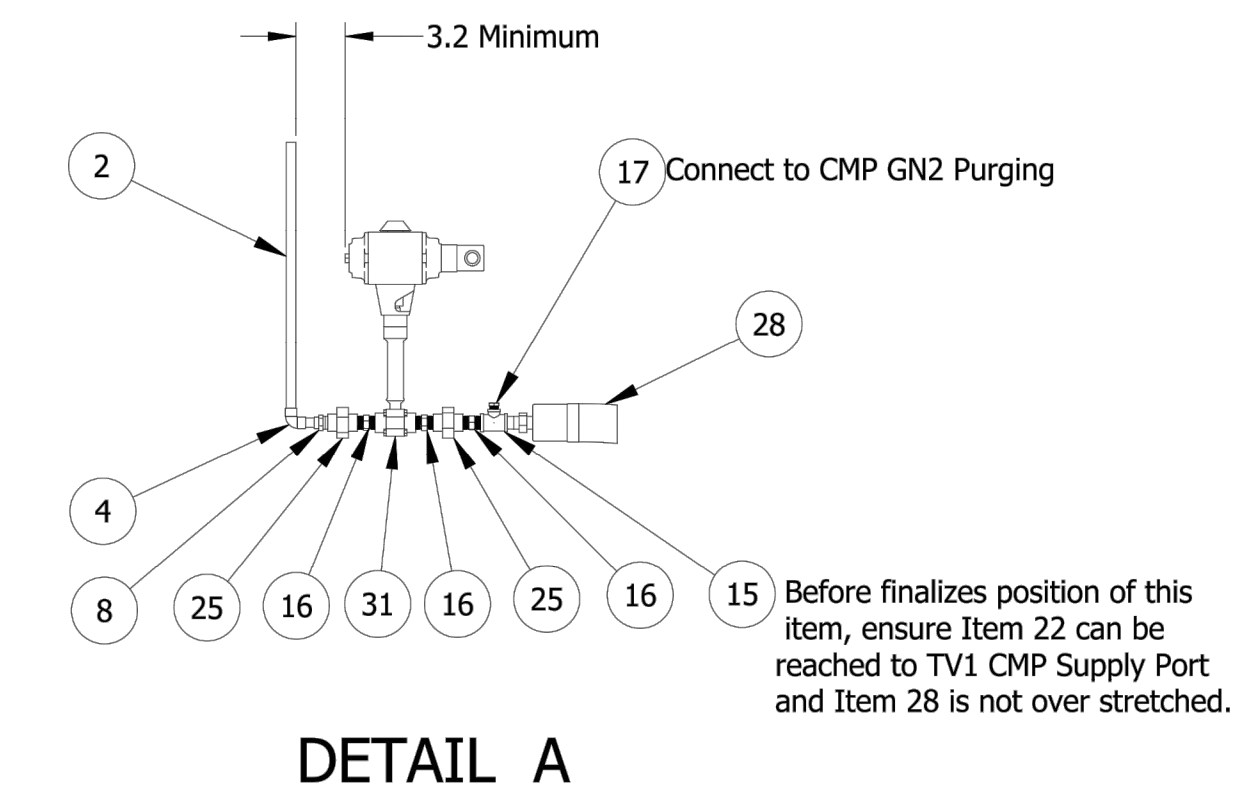 3.2 Minimum
2
17 Connect to CMP GN2 Purging
28
4
8
25
16
31
16
25
16
15
Before finalizes position of this
item, ensure Item 22 can be
reached to TV1 CMP Supply Port
and Item 28 is not over stretched.
DETAIL A